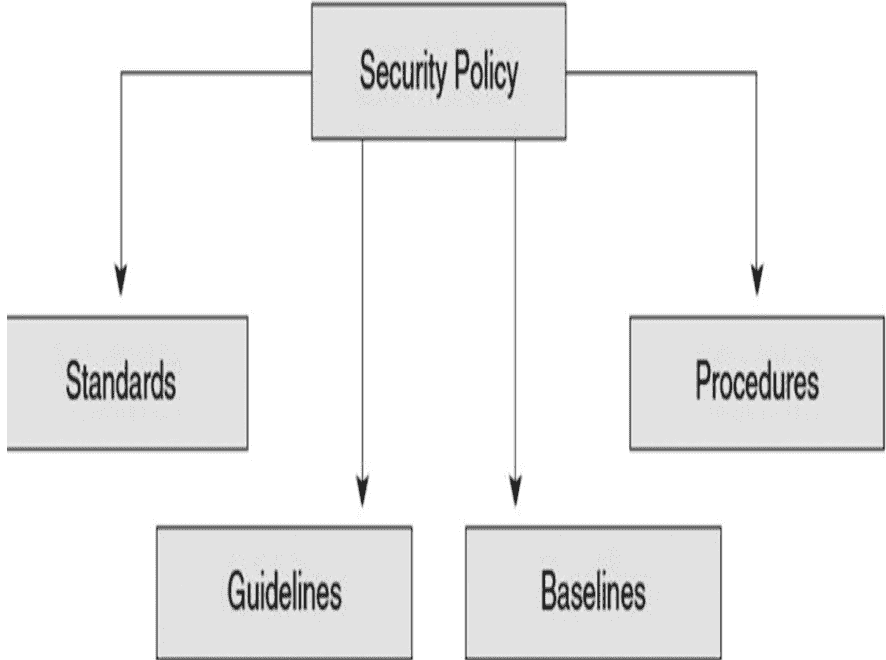 Security Policy
Standards
Procedures
Guidelines
Baselines